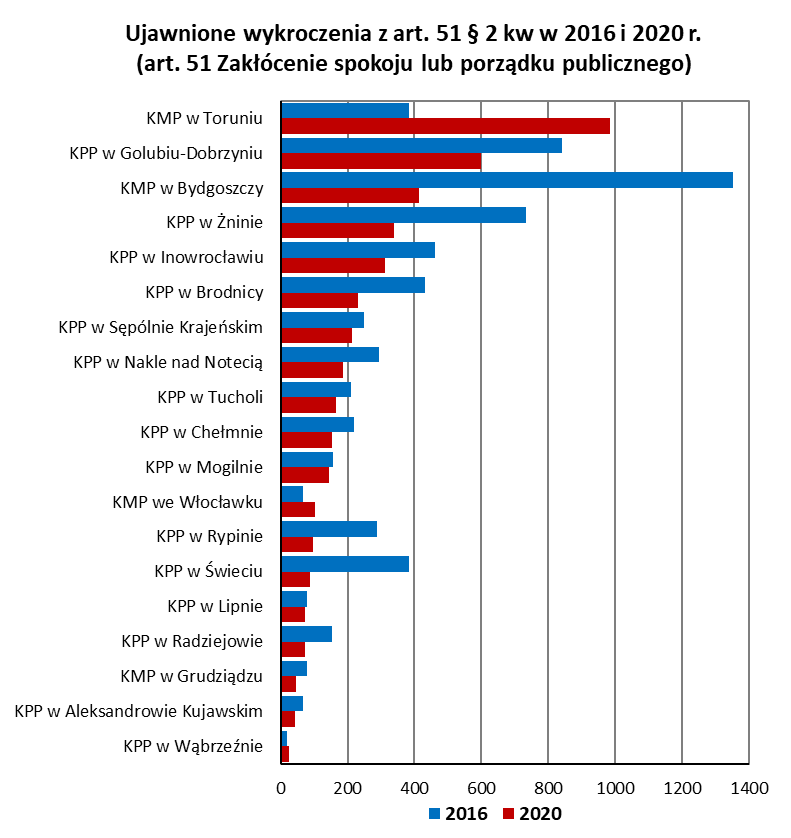 Ujawnione wykroczenia z art. 51 § 2 kw w 2016 i 2020 r.
(art. 51 Zakłócenie spokoju lub porządku publicznego)
KMP w Toruniu
KPP w Golubiu-Dobrzyniu
KMP w Bydgoszczy
KPP w Żninie
KPP w Inowrocławiu
KPP w Brodnicy
KPP w Sępólnie Krajeńskim
KPP w Nakle nad Notecią
KPP w Tucholi
KPP w Chełmnie
KPP w Mogilnie
KMP we Włocławku
KPP w Rypinie
KPP w Świeciu
KPP w Lipnie
KPP w Radziejowie
KMP w Grudziądzu
KPP w Aleksandrowie Kujawskim
KPP w Wąbrzeźnie
0 200 400 600 800 1000 1200 1400
2016 2020